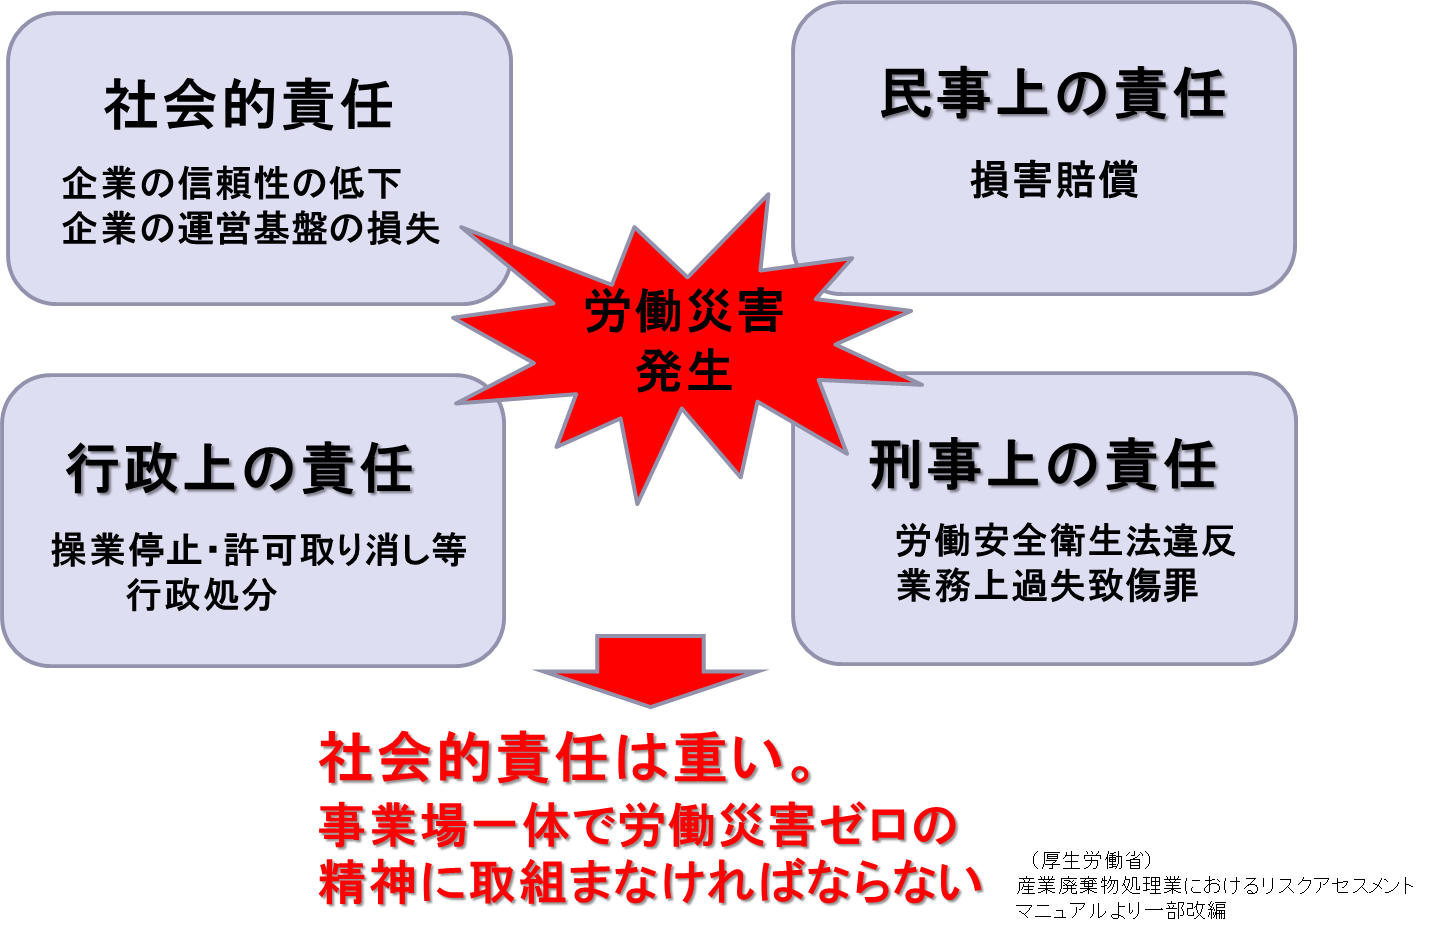 社会的責任
企業の信頼性の低下
企業の運営基盤の損失
民事上の責任
損害賠償
労働災害
発生
行政上の責任
操業停止・許可取り消し等
行政処分
刑事上の責任
労働安全衛生法違反
業務上過失致傷罪
社会的責任は重い。
事業場一体で労働災害ゼロの
精神に取組まなければならない
（厚生労働省）
産業廃棄物処理業におけるリスクアセスメント
マニュアルより一部改編